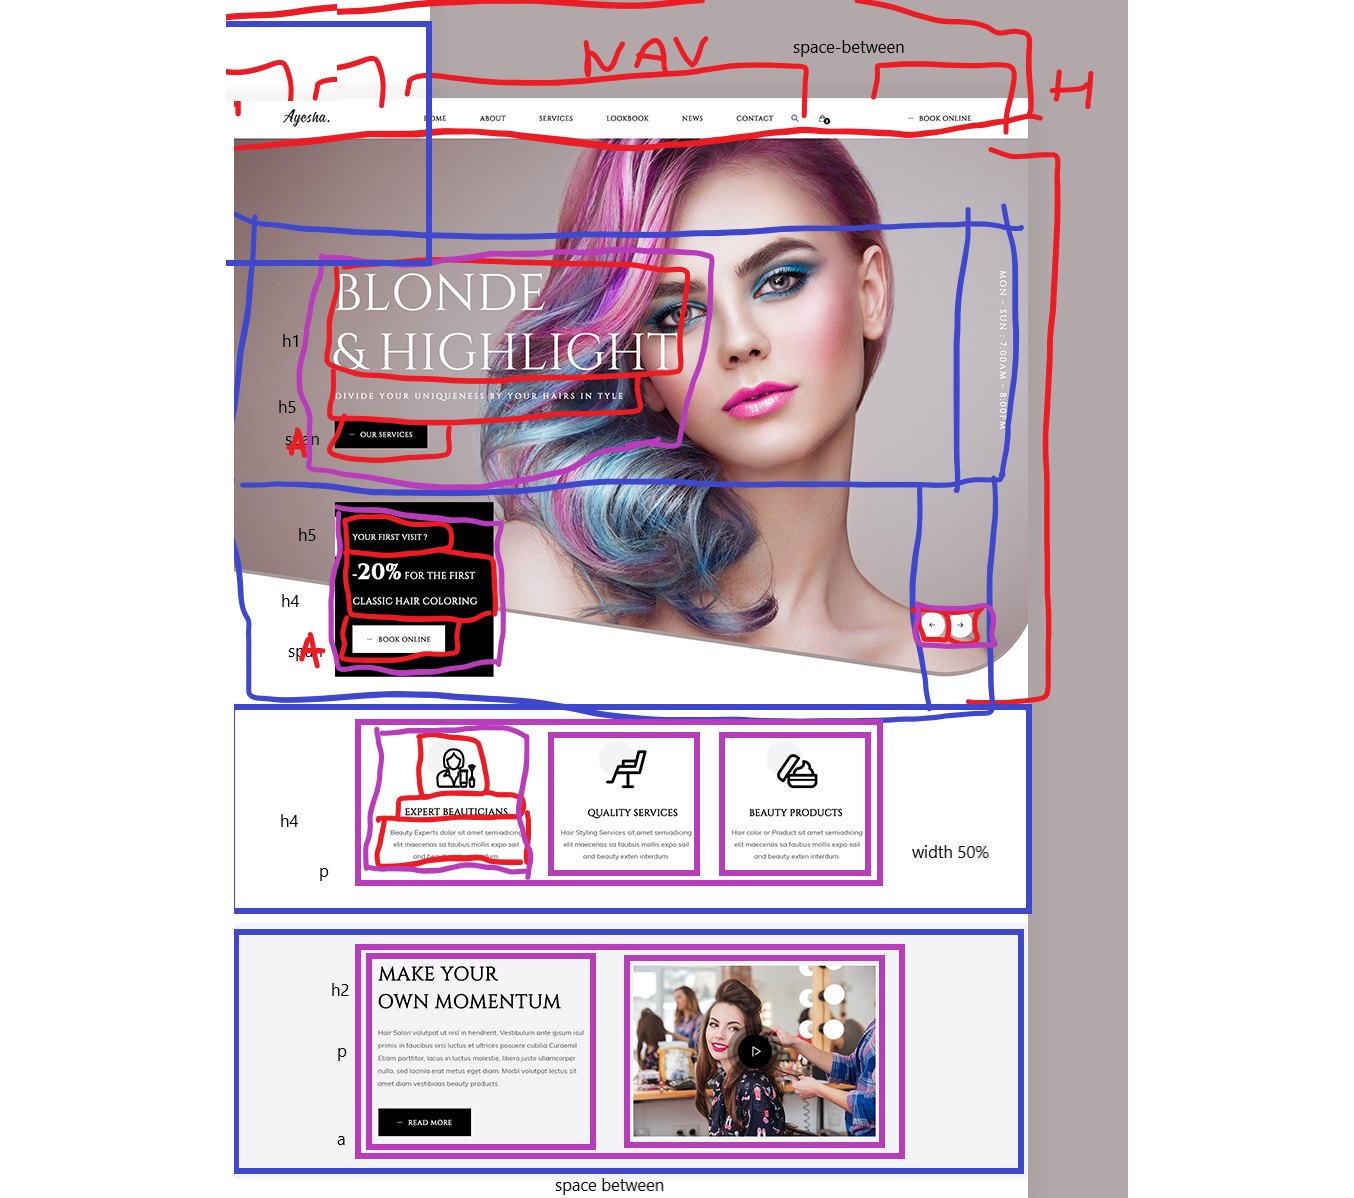 NAV
space-between
H
Ayesha.
HOME
ABOUT
SERVICES
LOOKBOOK
NEWS
CONTACT
0
— BOOK ONLINE
BLONDE
& HIGHLIGHT
h1
DIVIDE YOUR UNIQUENESS BY YOUR HAIRS IN TYLE
h5
span
A
— OUR SERVICES
MON - SUN : 7:00AM - 8:00PM
h5
YOUR FIRST VISIT ?
-20% FOR THE FIRST
CLASSIC HAIR COLORING
h4
span
A
— BOOK ONLINE
EXPERT BEAUTICIANS
Beauty Experts dolor sit amet semiadicing
elit maecenas sa faubus mollis expo sail
and beauty exten interdum.
QUALITY SERVICES
Hair Styling Services sit amet semiadicing
elit maecenas sa faubus mollis expo sail
and beauty exten interdum.
BEAUTY PRODUCTS
Hair color or Product sit amet semiadicing
elit maecenas sa faubus mollis expo sail
and beauty exten interdum.
h4
p
width 50%
MAKE YOUR
OWN MOMENTUM
h2
Hair Salon volutpat ut nisl in hendrerit. Vestibulum ante ipsum isul
primis in faucibus orci luctus et ultrices posuere cubilia Curaemil
Etiam porttitor, lacus in luctus molestie, libero justo ullamcorper
nulla, sed lacinia erat metus eget diam. Morbi volutpat lectus sit
amet diam vestibioas beauty products
p
— READ MORE
a
space between